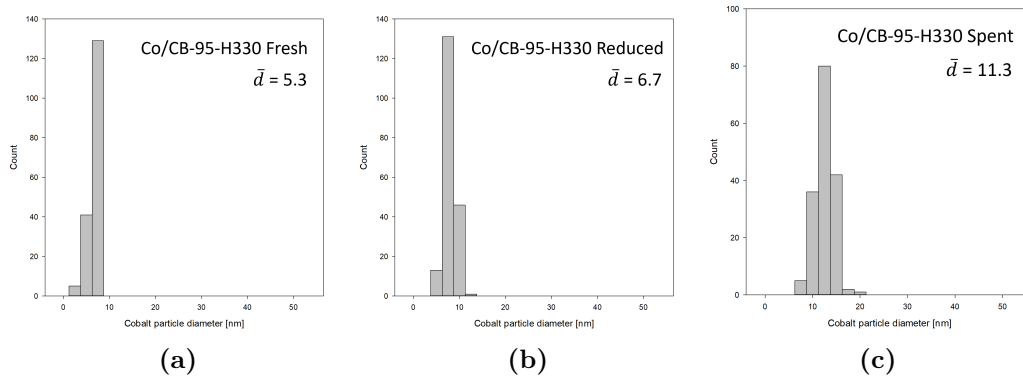 140
120
100
80
60
40
20
0
Count
Co/CB-95-H330 Fresh
d̄ = 5.3
0 10 20 30 40 50
Cobalt particle diameter [nm]
(a)
140
120
100
80
60
40
20
0
Count
Co/CB-95-H330 Reduced
d̄ = 6.7
0 10 20 30 40 50
Cobalt particle diameter [nm]
(b)
100
80
60
40
20
0
Count
Co/CB-95-H330 Spent
d̄ = 11.3
0 10 20 30 40 50
Cobalt particle diameter [nm]
(c)